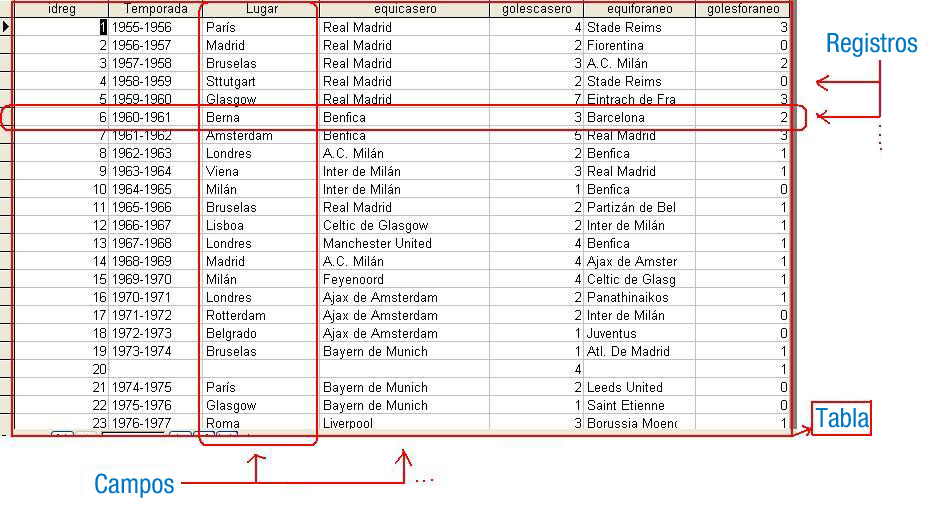 idreg Temporada Lugar equicasero golescasero equiforaneo golesforaneo
1 1955-1956 París Real Madrid 4 Stade Reims 3
2 1956-1957 Madrid Real Madrid 2 Fiorentina 0
3 1957-1958 Bruselas Real Madrid 3 A.C. Milán 2
4 1958-1959 Sttutgart Real Madrid 2 Stade Reims 0
5 1959-1960 Glasgow Real Madrid 7 Eintrach de Fra 3
6 1960-1961 Berna Benfica 3 Barcelona 2
7 1961-1962 Amsterdam Benfica 5 Real Madrid 3
8 1962-1963 Londres A.C. Milán 2 Benfica 1
9 1963-1964 Viena Inter de Milán 3 Real Madrid 1
10 1964-1965 Milán Inter de Milán 1 Benfica 0
11 1965-1966 Bruselas Real Madrid 2 Partizán de Bel 1
12 1966-1967 Lisboa Celtic de Glasgow 2 Inter de Milán 1
13 1967-1968 Londres Manchester United 4 Benfica 1
14 1968-1969 Madrid A.C. Milán 4 Ajax de Amster 1
15 1969-1970 Milán Feyenoord 4 Celtic de Glasg 1
16 1970-1971 Londres Ajax de Amsterdam 2 Panathinaikos 1
17 1971-1972 Rotterdam Ajax de Amsterdam 2 Inter de Milán 0
18 1972-1973 Belgrado Ajax de Amsterdam 1 Juventus 0
19 1973-1974 Bruselas Bayern de Munich 1 Atl. De Madrid 1
20 4 1
21 1974-1975 París Bayern de Munich 2 Leeds United 0
22 1975-1976 Glasgow Bayern de Munich 1 Saint Etienne 0
23 1976-1977 Roma Liverpool 3 Borussia Moenc 1
Registros
Tabla
Campos
...